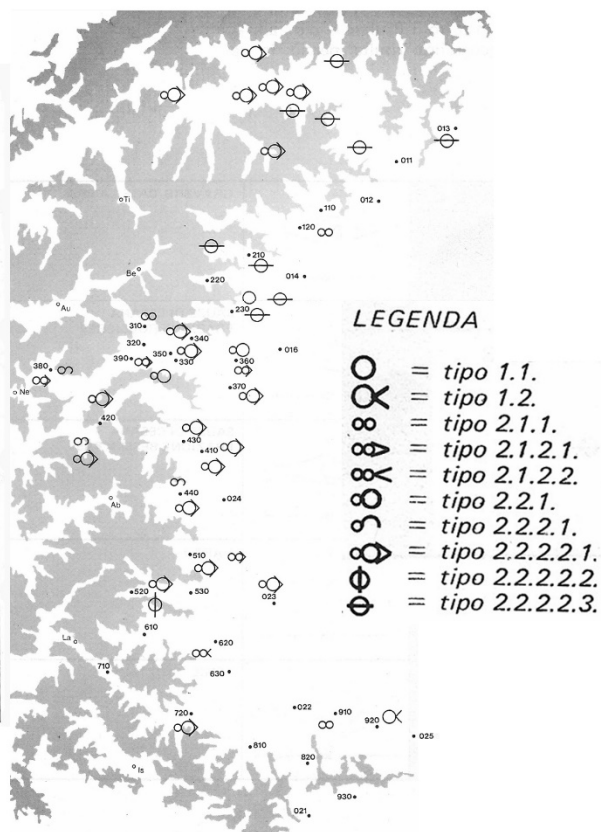 013
011
012
Ti
110
120
210
014
Be
220
Au
230
310
340
320
016
390
350
330
360
380
370
Ne
420
430
410
440
024
Ab
510
520
530
023
610
La
620
710
630
022
910
720
920
025
810
820
Is
930
021
LEGENDA
= tipo 1.1.
= tipo 1.2.
= tipo 2.1.1.
= tipo 2.1.2.1.
= tipo 2.1.2.2.
= tipo 2.2.1.
= tipo 2.2.2.1.
= tipo 2.2.2.2.1.
= tipo 2.2.2.2.2.
= tipo 2.2.2.2.3.